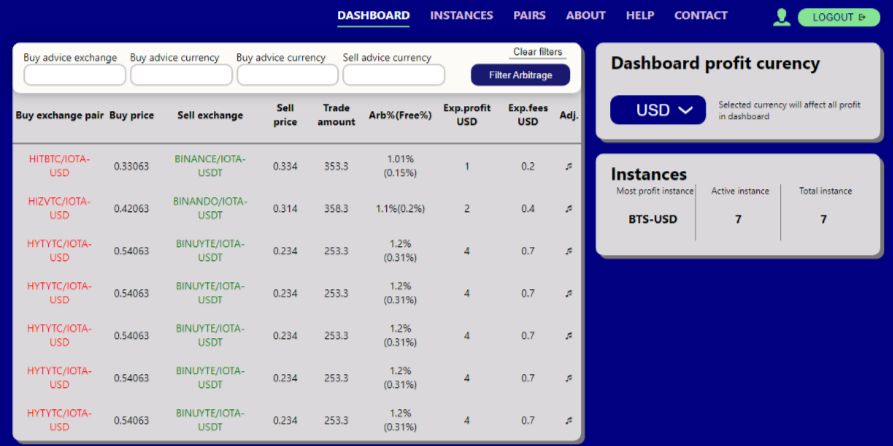 DASHBOARD INSTANCES PAIRS ABOUT HELP CONTACT LOGOUT
Buy advice exchange Buy advice currency Buy advice currency Sell advice currency Clear filters
Filter Arbitrage
Buy exchange pair Buy price Sell exchange Sell price Trade amount Arb%(Free%) Exp.profit USD Exp.fees USD Adj.
HITBTC/IOTA-USD 0.33063 BINANCE/IOTA-USDT 0.334 353.3 1.01% (0.15%) 1 0.2
HIZVTC/IOTA-USD 0.42063 BINANDO/IOTA-USDT 0.314 358.3 1.1%(0.2%) 2 0.4
HYTYTC/IOTA-USD 0.54063 BINUYTE/IOTA-USDT 0.234 253.3 1.2% (0.31%) 4 0.7
HYTYTC/IOTA-USD 0.54063 BINUYTE/IOTA-USDT 0.234 253.3 1.2% (0.31%) 4 0.7
HYTYTC/IOTA-USD 0.54063 BINUYTE/IOTA-USDT 0.234 253.3 1.2% (0.31%) 4 0.7
HYTYTC/IOTA-USD 0.54063 BINUYTE/IOTA-USDT 0.234 253.3 1.2% (0.31%) 4 0.7
HYTYTC/IOTA-USD 0.54063 BINUYTE/IOTA-USDT 0.234 253.3 1.2% (0.31%) 4 0.7
Dashboard profit curency
USD
Selected currency will affect all profit
in dashboard
Instances
Most profit instance Active instance Total instance
BTS-USD 7 7